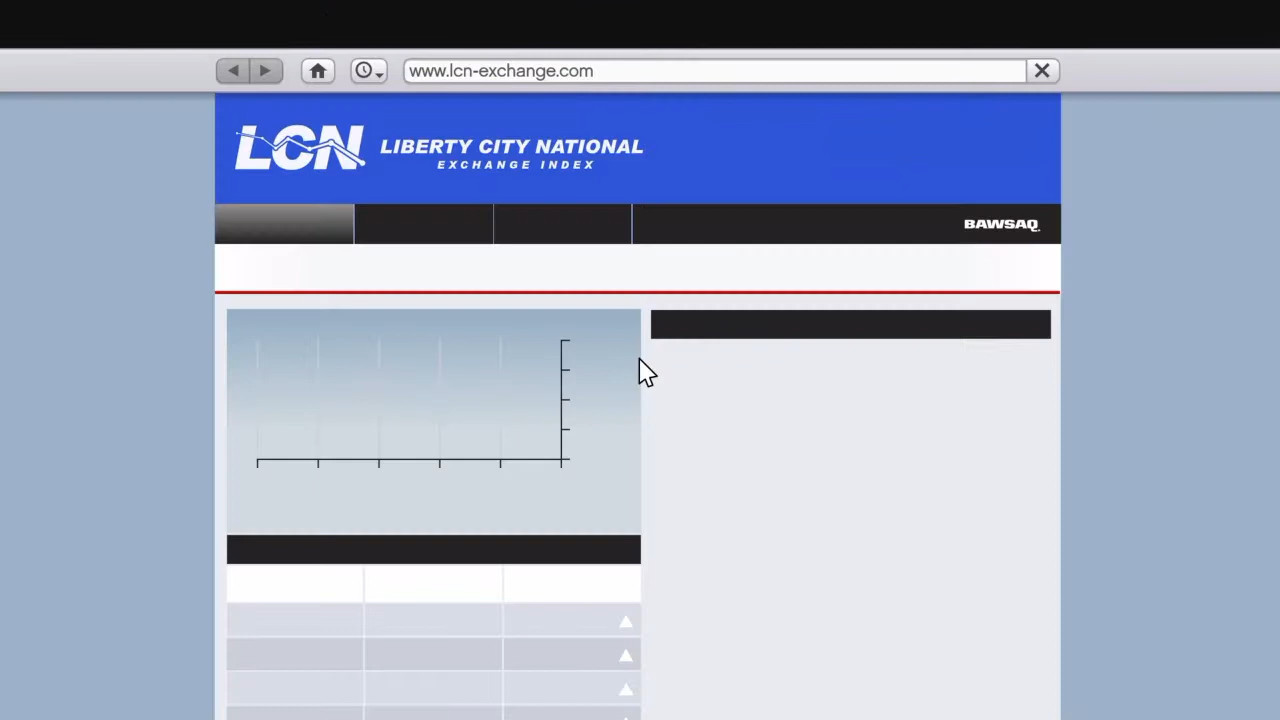 www.lcn-exchange.com
LCN
LIBERTY CITY NATIONAL
EXCHANGE INDEX
BAWSAQ